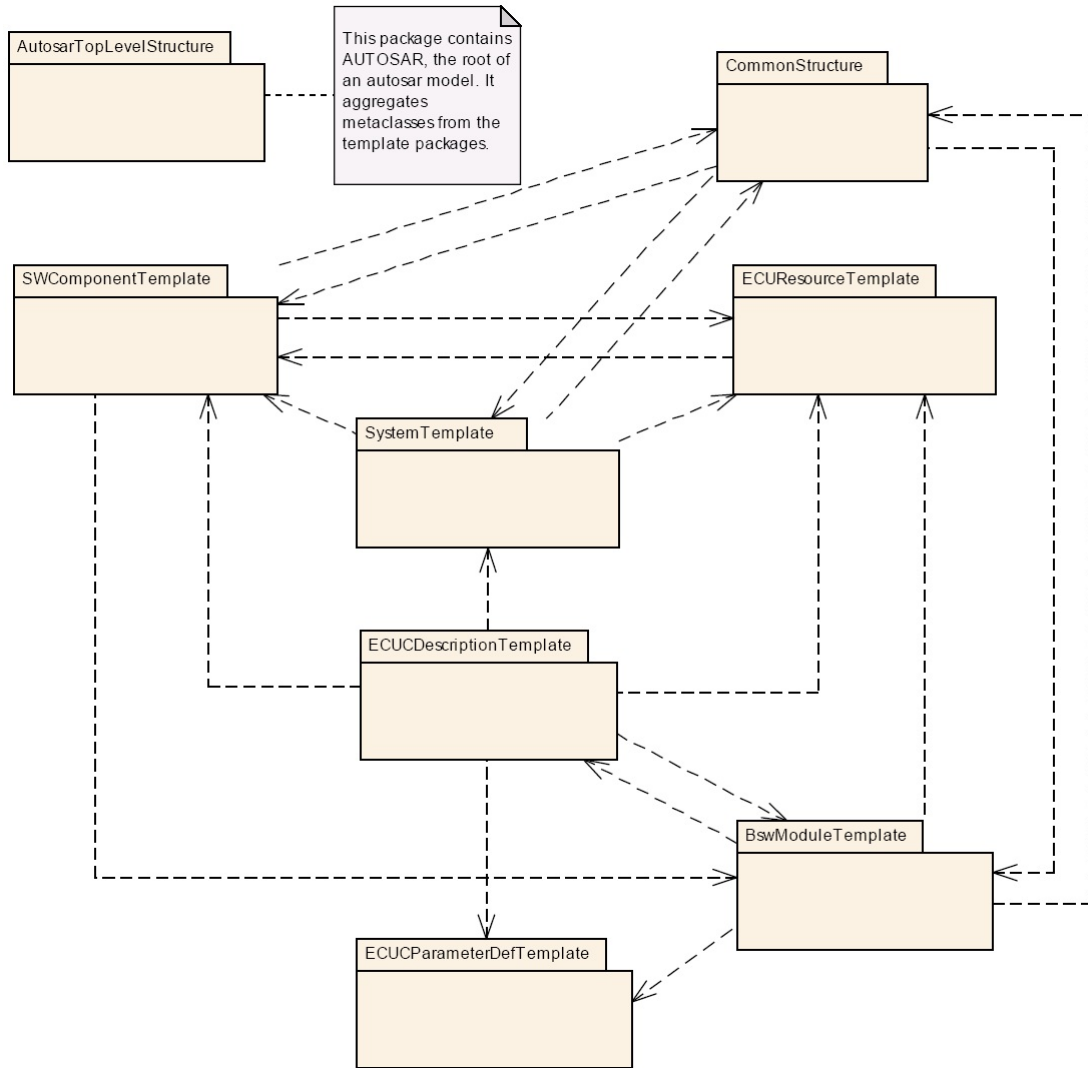 AutosarTopLevelStructure
This package contains
AUTOSAR, the root of
an autosar model. It
aggregates
metaclasses from the
template packages.
CommonStructure
SWComponentTemplate
ECUResourceTemplate
SystemTemplate
ECUCDescriptionTemplate
BswModuleTemplate
ECUCParameterDefTemplate